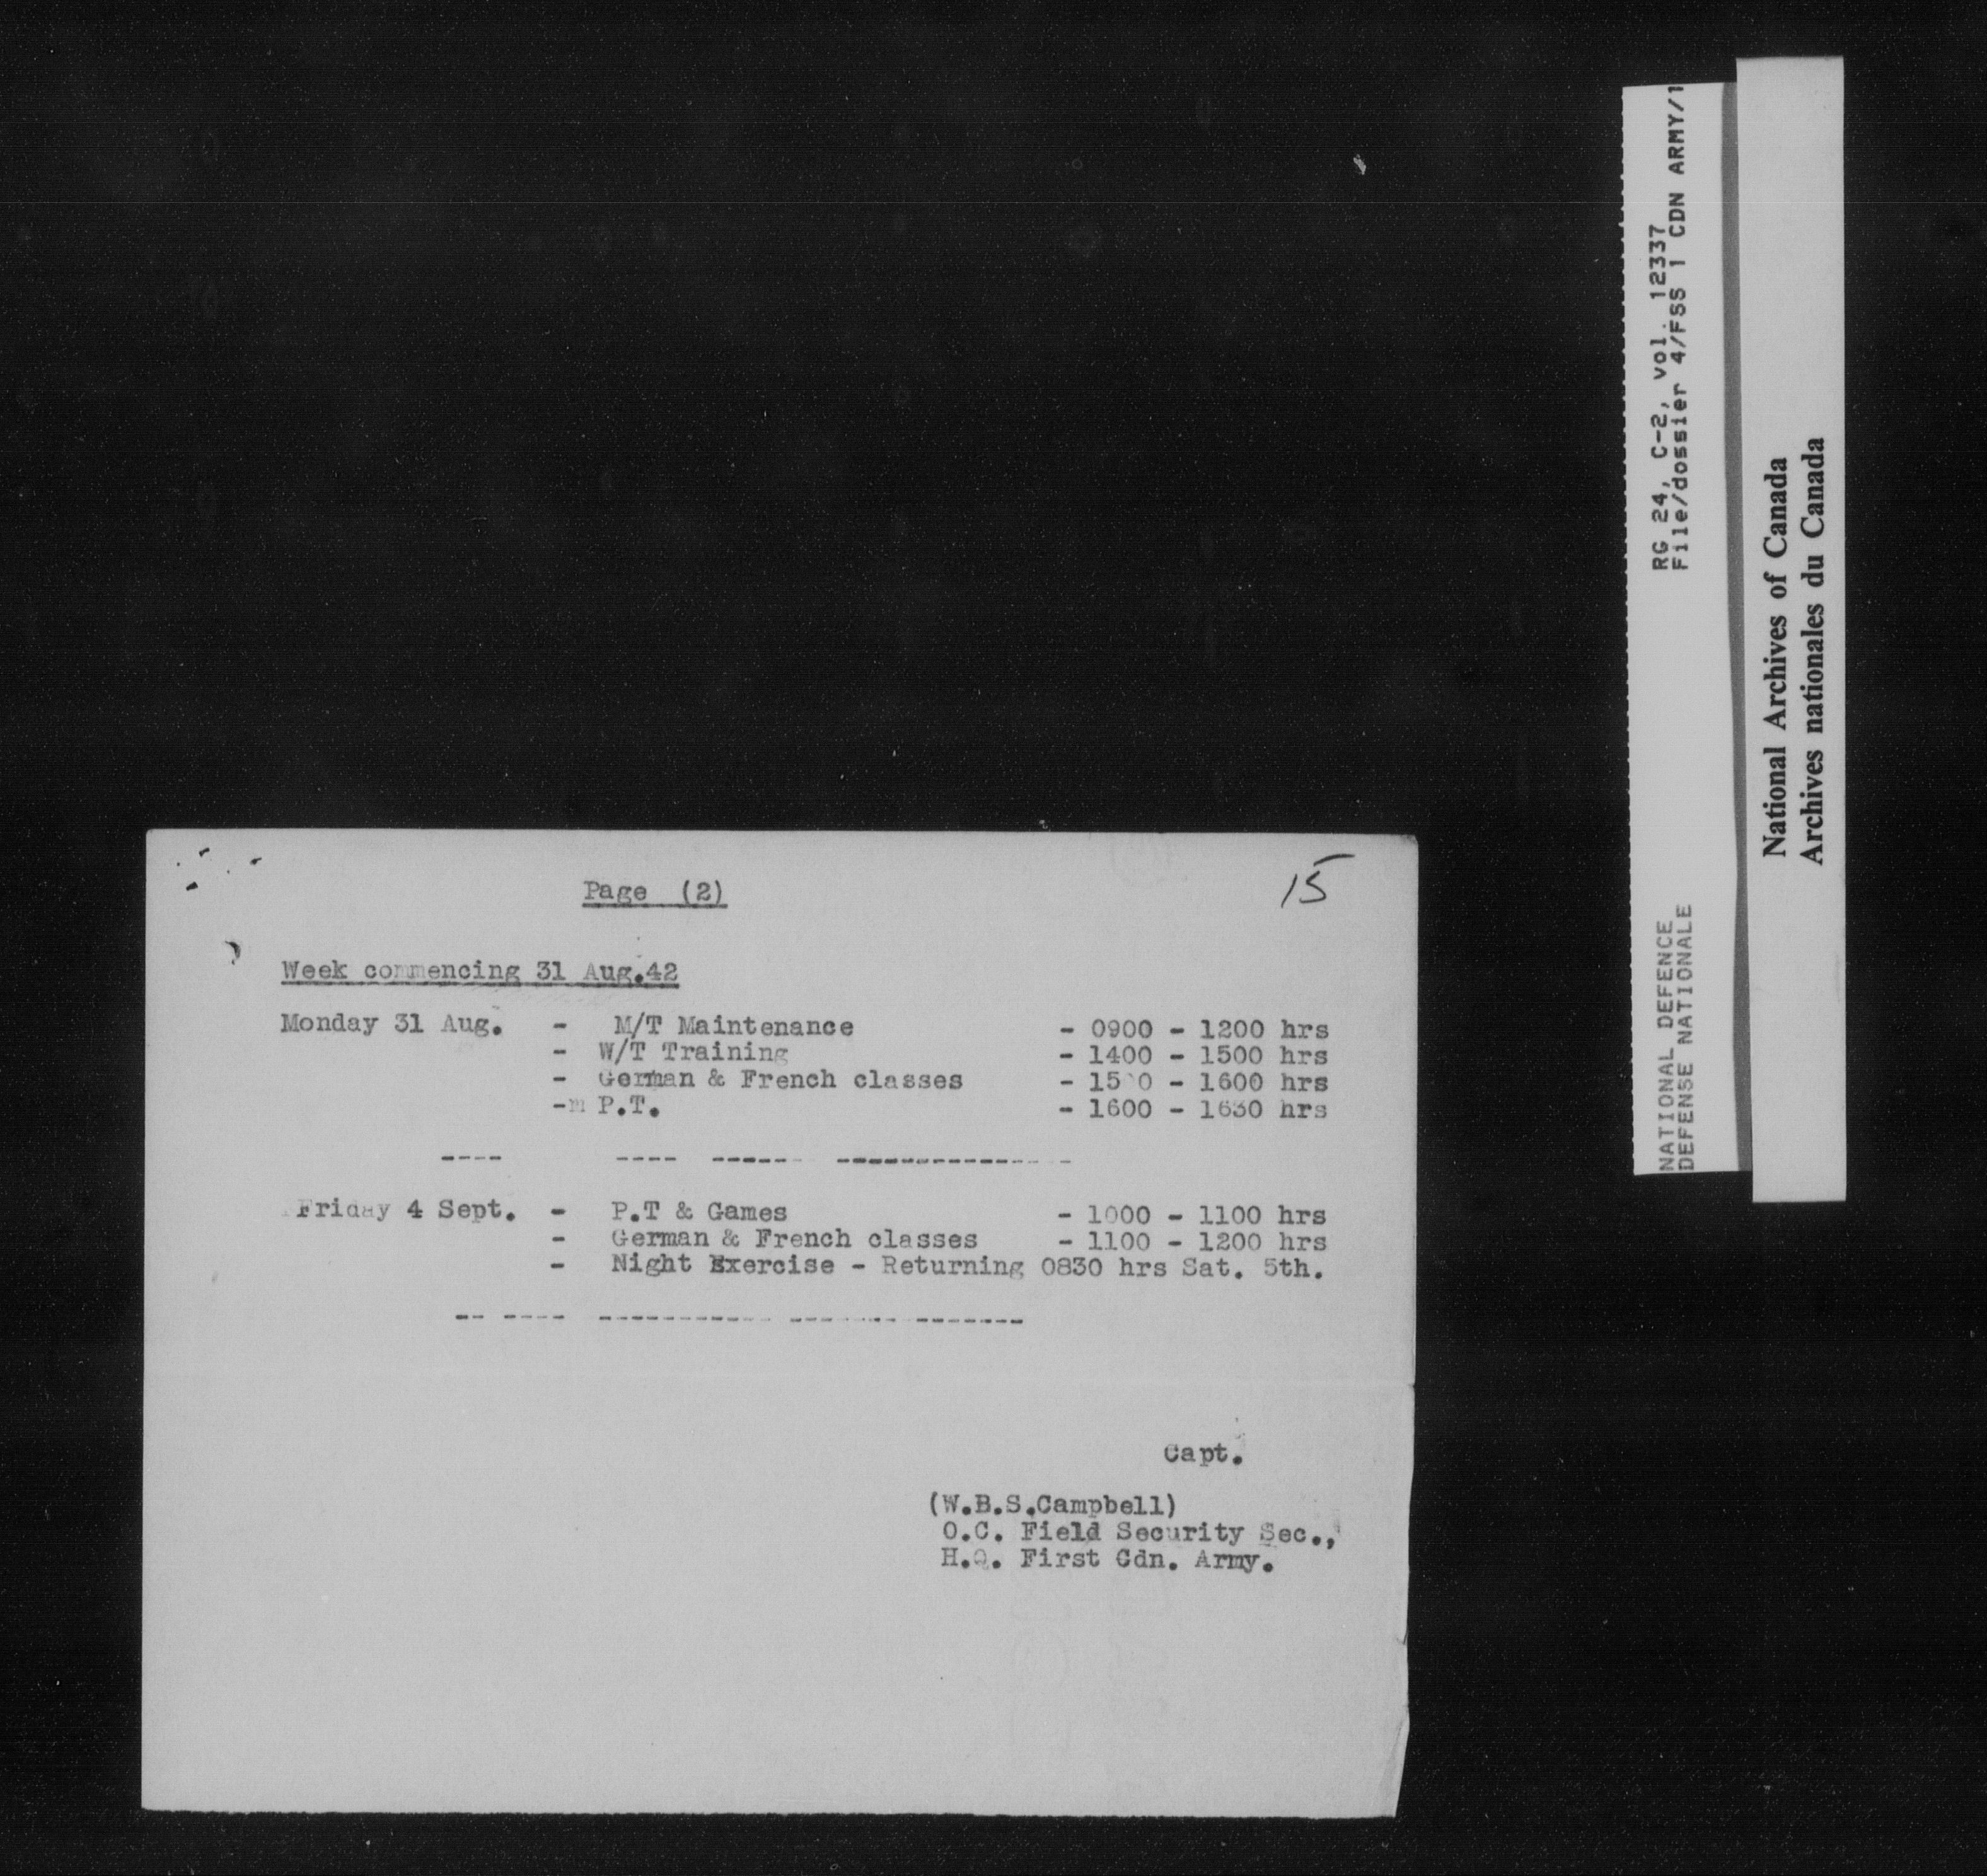 Page (2)
15
Week commencing 31 Aug.42
Monday 31 Aug. - M/T Maintenance - 0900 - 1200 hrs
- W/T Training - 1400 - 1500 hrs
- German & French classes - 1500 - 1600 hrs
- P.T. - 1600 - 1630 hrs
Friday 4 Sept. - P.T & Games - 1000 - 1100 hrs
- German & French classes - 1100 - 1200 hrs
- Night Exercise - Returning 0830 hrs Sat. 5th.
Capt.
(W.B.S.Campbell)
O.C. Field Security Sec.,
H.Q. First Cdn. Army.
NATIONAL DEFENCE RG 24, C-2, vol. 12337
DEFENSE NATIONALE File/dossier 4/FSS 1 CDN ARMY/1
National Archives of Canada
Archives nationales du Canada